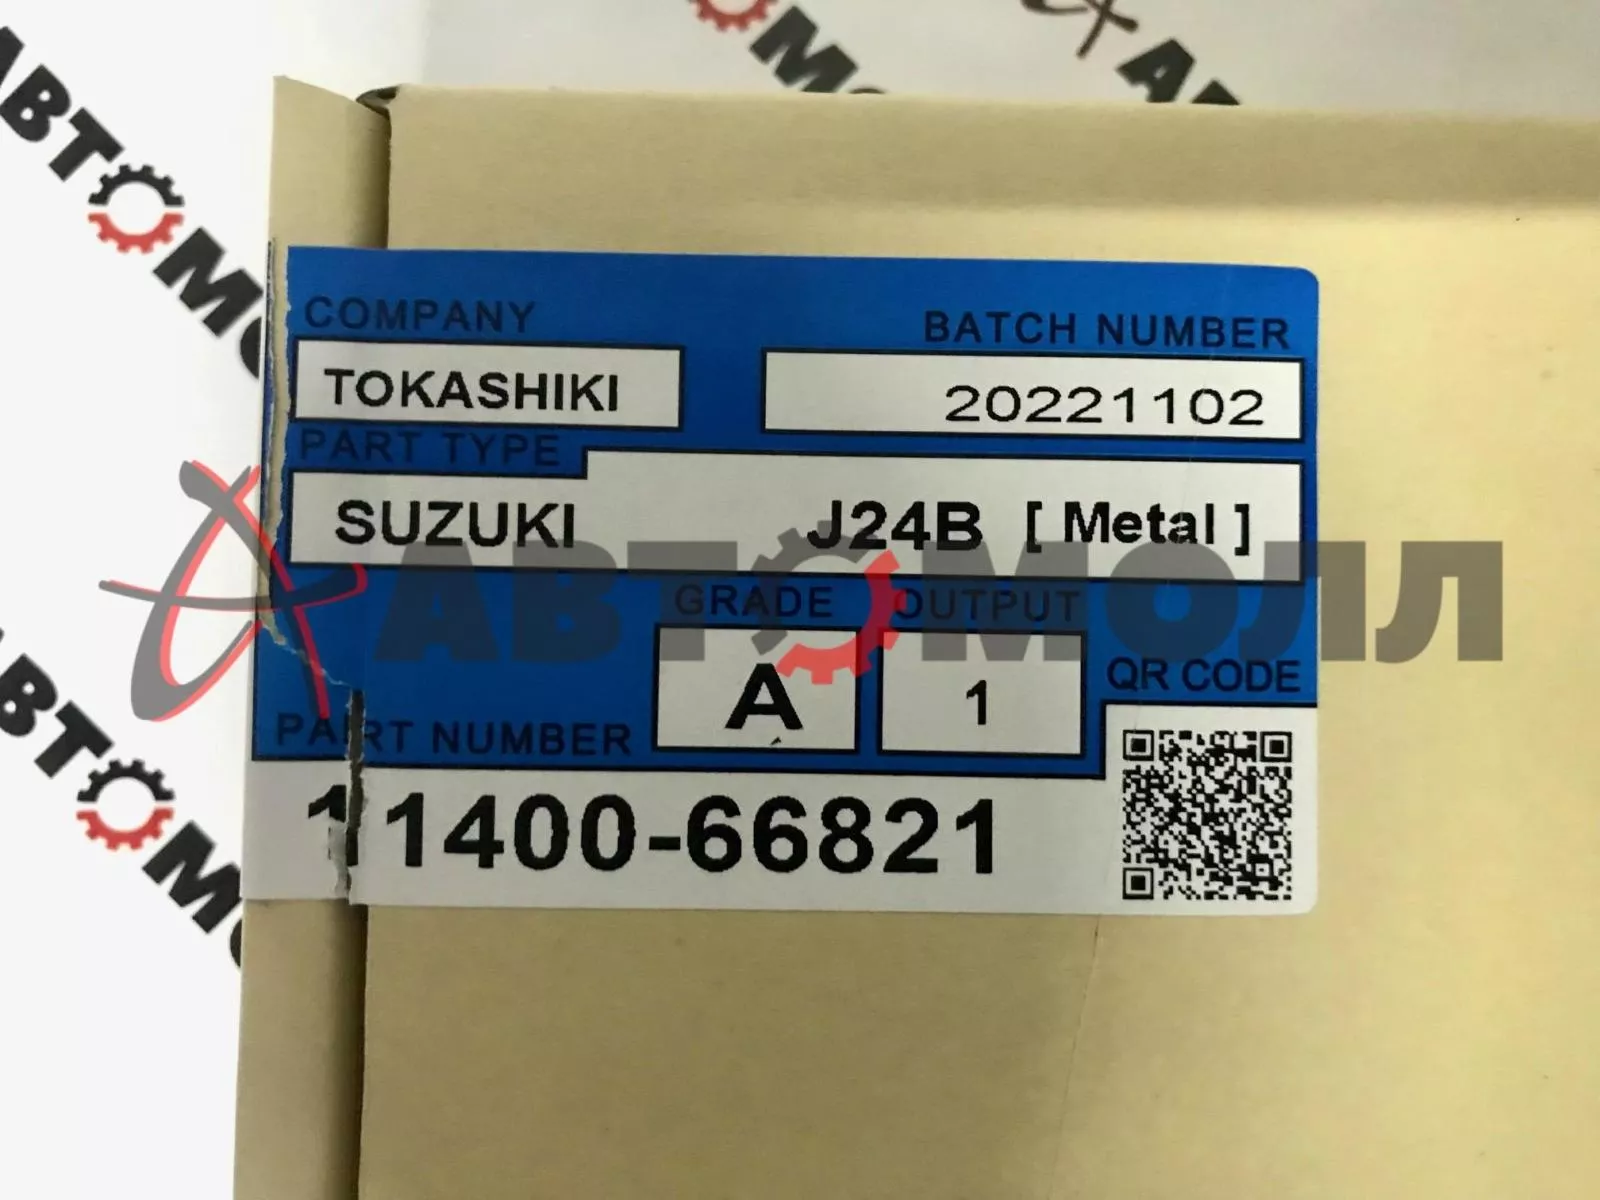 COMPANY
BATCH NUMBER
TOKASHIKI
20221102
PART TYPE
SUZUKI J24B [ Metal ]
АВТОМОЛЛ
GRADE OUTPUT
A 1
QR CODE
PART NUMBER
11400-66821